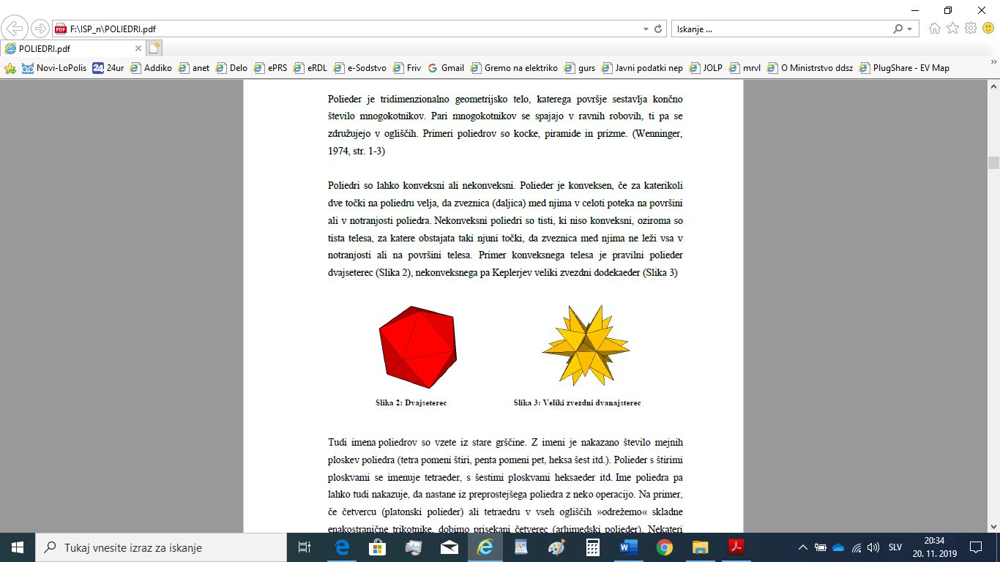 F:\ISP_n\POLIEDRI.pdf
Iskanje ...
POLIEDRI.pdf
Novi-LoPolis 24ur Addiko anet Delo ePRS eRDL e-Sodstvo Friv Gmail Gremo na elektriko gurs Javni podatki nep JOLP mrvl O Ministrstvo ddsz PlugShare - EV Map
Polieder je tridimenzionalno geometrijsko telo, katerega površje sestavlja končno
število mnogokotnikov. Pari mnogokotnikov se spajajo v ravnih robovih, ti pa se
združujejo v ogliščih. Primeri poliedrov so kocke, piramide in prizme. (Wenninger,
1974, str. 1-3)
Poliedri so lahko konveksni ali nekonveksni. Polieder je konveksen, če za katerikoli
dve točki na poliedru velja, da zveznica (daljica) med njima v celoti poteka na površini
ali v notranjosti poliedra. Nekonveksni poliedri so tisti, ki niso konveksni, oziroma so
tista telesa, za katere obstajata taki njuni točki, da zveznica med njima ne leži vsa v
notranjosti ali na površini telesa. Primer konveksnega telesa je pravilni polieder
dvajseterec (Slika 2), nekonveksnega pa Keplerjev veliki zvezdni dodekaeder (Slika 3)
Slika 2: Dvajseterec
Slika 3: Veliki zvezdni dvanajsterec
Tudi imena poliedrov so vzete iz stare grščine. Z imeni je nakazano število mejnih
ploskev poliedra (tetra pomeni štiri, penta pomeni pet, heksa šest itd.). Polieder s štirimi
ploskvami se imenuje tetraeder, s šestimi ploskvami heksaeder itd. Ime poliedra pa
lahko tudi nakazuje, da nastane iz preprostejšega poliedra z neko operacijo. Na primer,
če četvercu (platonski polieder) ali tetraedru v vseh ogliščih »odrežemo« skladne
enakostranične trikotnike, dobimo prisekani četverec (arhimedski polieder). Nekateri
Tukaj vnesite izraz za iskanje
SLV
20:34
20. 11. 2019